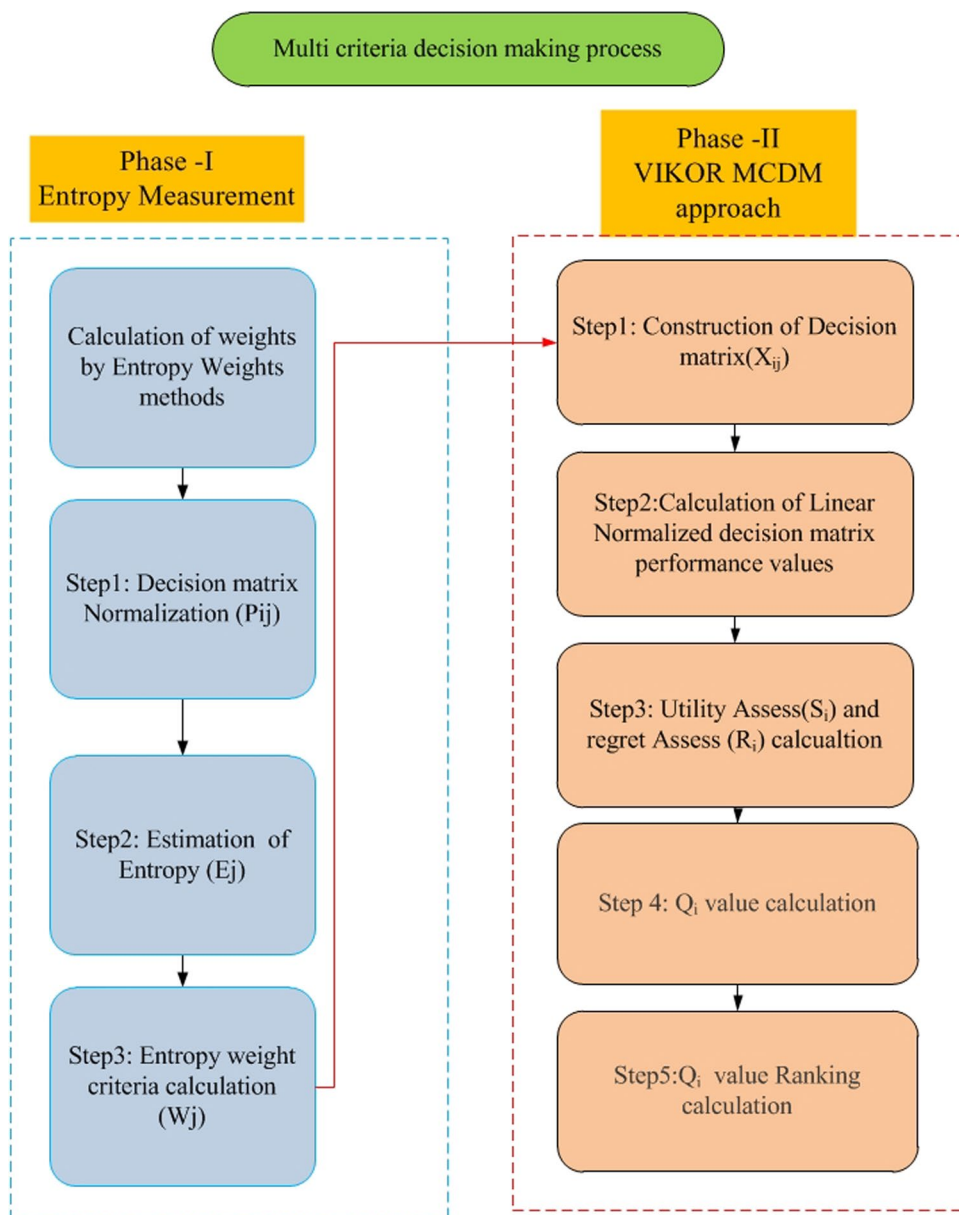 Multi criteria decision making process
Phase -I
Entropy Measurement
Calculation of weights
by Entropy Weights
methods
Step1: Decision matrix
Normalization (Pij)
Step2: Estimation of
Entropy (Ej)
Step3: Entropy weight
criteria calculation
(Wj)
Phase -II
VIKOR MCDM
approach
Step1: Construction of Decision
matrix(Xij)
Step2:Calculation of Linear
Normalized decision matrix
performance values
Step3: Utility Assess(Si) and
regret Assess (Ri) calcualtion
Step 4: Qi value calculation
Step5:Qi value Ranking
calculation